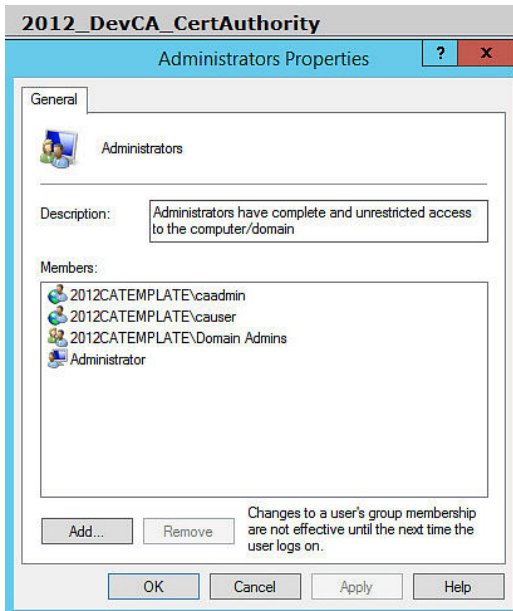 2012_DevCA_CertAuthority
Administrators Properties
?
x
General
Administrators
Description:
Administrators have complete and unrestricted access
to the computer/domain
Members:
2012CATEMPLATE\caadmin
2012CATEMPLATE\causer
2012CATEMPLATE\Domain Admins
Administrator
Add...
Remove
Changes to a user's group membership
are not effective until the next time the
user logs on.
OK
Cancel
Apply
Help